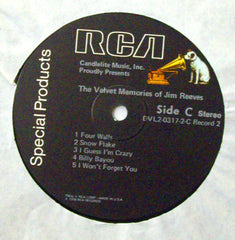 RCA
Special Products
Candlelite Music, Inc.
Proudly Presents
The Velvet Memories of Jim Reeves
Side C Stereo
DVL2-0317-2-C Record 2
1 Four Walls
2 Snow Flake
3 I Guess I'm Crazy
4 Billy Bayou
5 I Won't Forget You